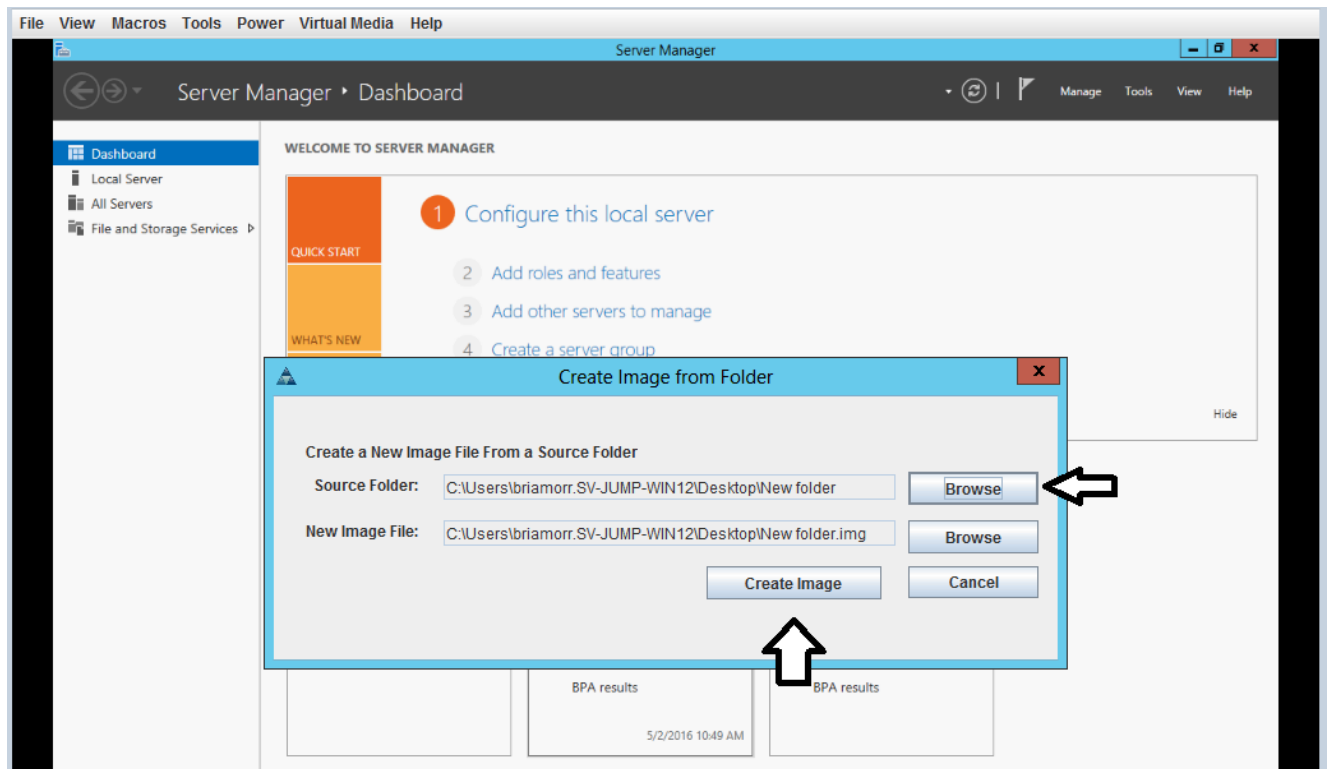 File View Macros Tools Power Virtual Media Help
Server Manager
Server Manager • Dashboard
Manage Tools View Help
Dashboard
Local Server
All Servers
File and Storage Services
WELCOME TO SERVER MANAGER
QUICK START
WHAT'S NEW
1 Configure this local server
2 Add roles and features
3 Add other servers to manage
4 Create a server group
Hide
Create Image from Folder
Create a New Image File From a Source Folder
Source Folder: C:\Users\briamorr.SV-JUMP-WIN12\Desktop\New folder Browse
New Image File: C:\Users\briamorr.SV-JUMP-WIN12\Desktop\New folder.img Browse
Create Image Cancel
BPA results
5/2/2016 10:49 AM
BPA results